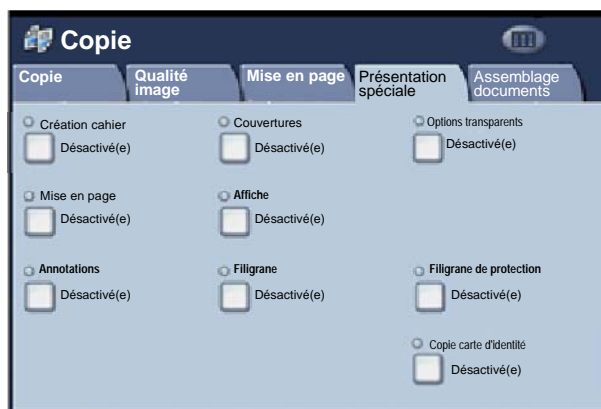 Copie
Copie
Qualité
image
Mise en page
Présentation
spéciale
Assemblage
documents
Création cahier
Désactivé(e)
Couvertures
Désactivé(e)
Options transparents
Désactivé(e)
Mise en page
Désactivé(e)
Affiche
Désactivé(e)
Annotations
Désactivé(e)
Filigrane
Désactivé(e)
Filigrane de protection
Désactivé(e)
Copie carte d'identité
Désactivé(e)